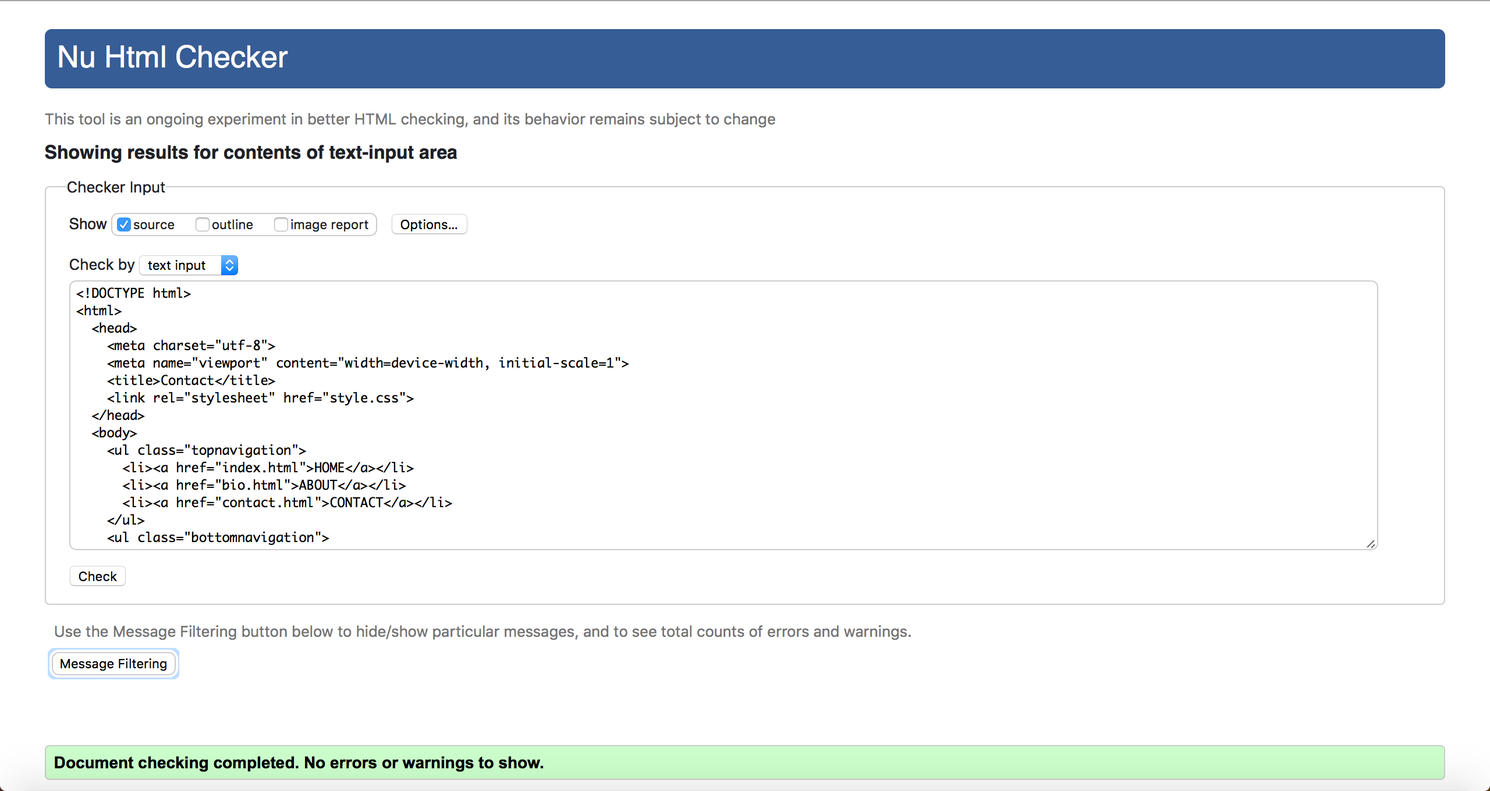 Nu Html Checker
This tool is an ongoing experiment in better HTML checking, and its behavior remains subject to change
Showing results for contents of text-input area
Checker Input
Show source outline image report Options...
Check by text input
<!DOCTYPE html>
<html>
  <head>
    <meta charset="utf-8">
    <meta name="viewport" content="width=device-width, initial-scale=1">
    <title>Contact</title>
    <link rel="stylesheet" href="style.css">
  </head>
  <body>
    <ul class="topnavigation">
      <li><a href="index.html">HOME</a></li>
      <li><a href="bio.html">ABOUT</a></li>
      <li><a href="contact.html">CONTACT</a></li>
    </ul>
    <ul class="bottomnavigation">
Check
Use the Message Filtering button below to hide/show particular messages, and to see total counts of errors and warnings.
Message Filtering
Document checking completed. No errors or warnings to show.